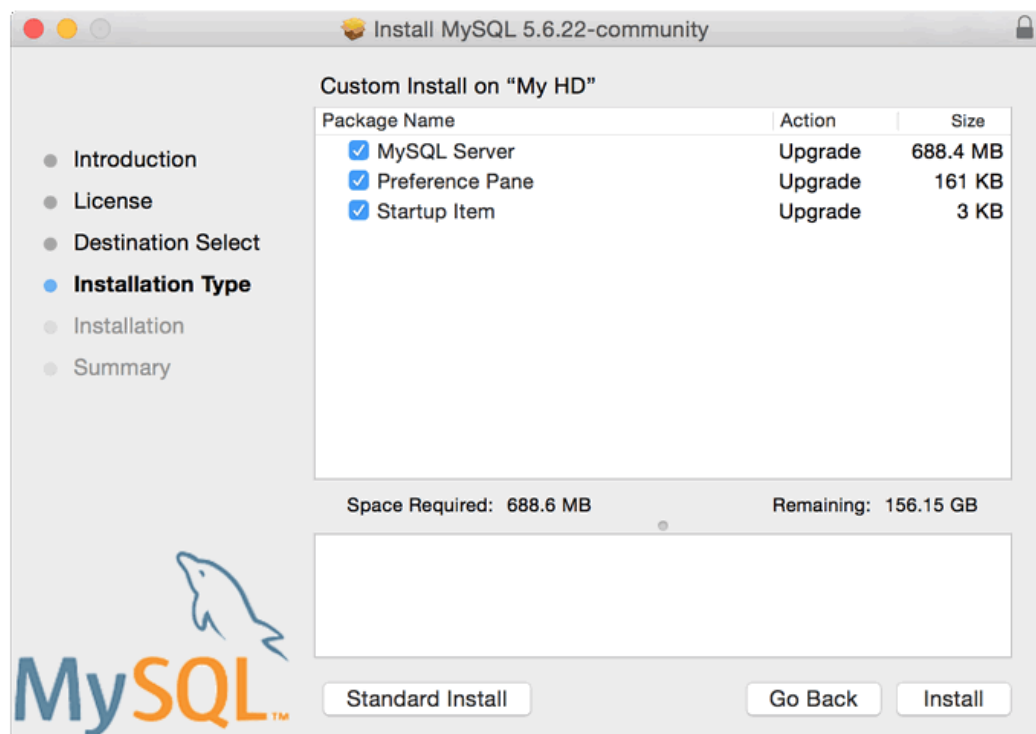 Install MySQL 5.6.22-community
Custom Install on “My HD”
Package Name Action Size
MySQL Server Upgrade 688.4 MB
Preference Pane Upgrade 161 KB
Startup Item Upgrade 3 KB
Introduction
License
Destination Select
Installation Type
Installation
Summary
Space Required: 688.6 MB Remaining: 156.15 GB
MySQL™
Standard Install Go Back Install